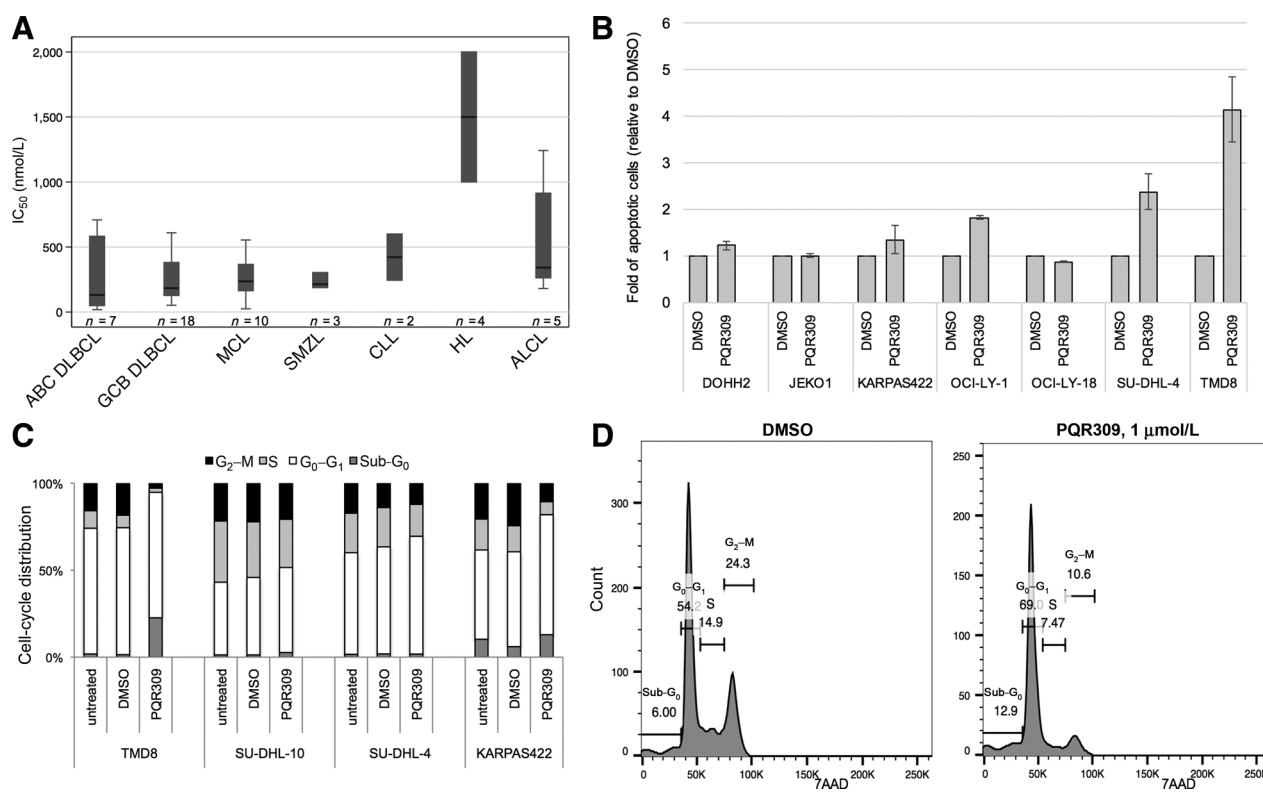 A
IC50 (nmol/L)
2,000
1,500
1,000
500
0
n = 7
n = 18
n = 10
n = 3
n = 2
n = 4
n = 5
ABC DLBCL
GCB DLBCL
MCL
SMZL
CLL
HL
ALCL
B
Fold of apoptotic cells (relative to DMSO)
6
5
4
3
2
1
0
DMSO PQR309 DMSO PQR309 DMSO PQR309 DMSO PQR309 DMSO PQR309 DMSO PQR309 DMSO PQR309
DOHH2 JEKO1 KARPAS422 OCI-LY-1 OCI-LY-18 SU-DHL-4 TMD8
C
G2–M S G0–G1 Sub-G0
Cell-cycle distribution
100%
50%
0%
untreated DMSO PQR309 untreated DMSO PQR309 untreated DMSO PQR309 untreated DMSO PQR309
TMD8 SU-DHL-10 SU-DHL-4 KARPAS422
D
DMSO
Count
300
200
100
0
G2–M
24.3
G0–G1
54.2
S
14.9
Sub-G0
6.00
0 50K 100K 150K 200K 250K
7AAD
PQR309, 1 μmol/L
250
200
150
100
50
0
G2–M
10.6
G0–G1
69.0
S
7.47
Sub-G0
12.9
0 50K 100K 150K 200K 250K
7AAD